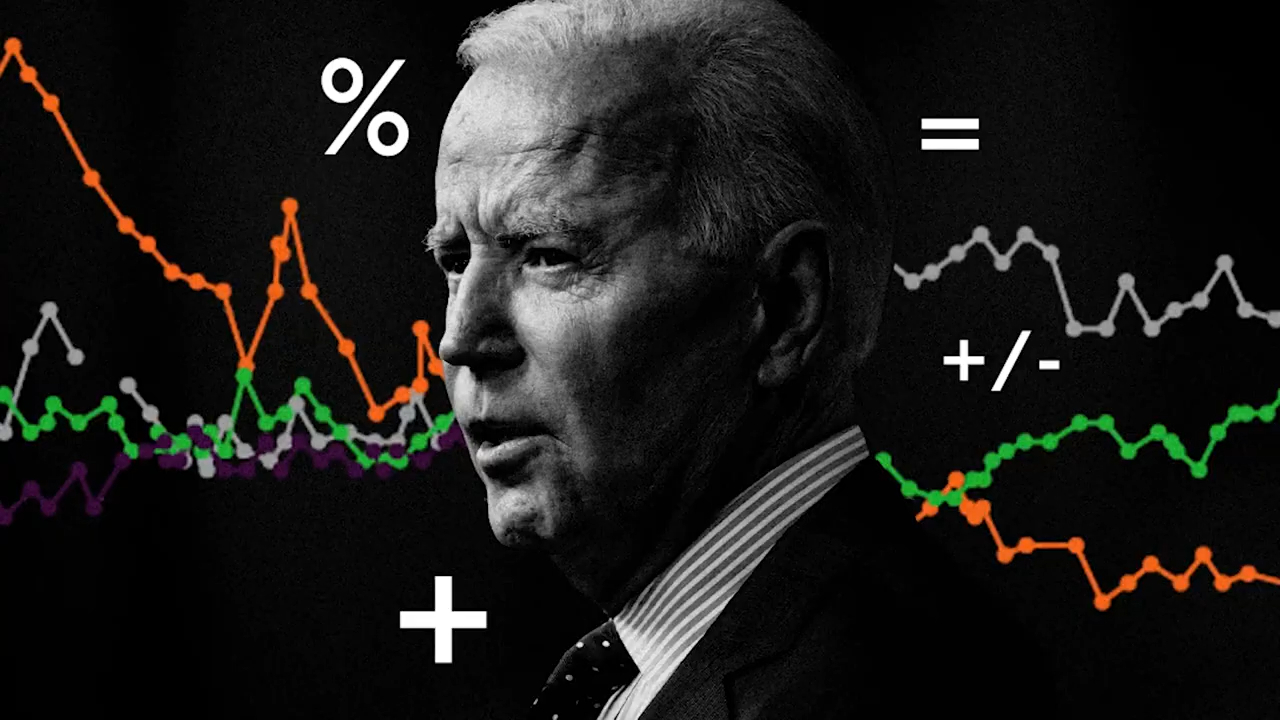 %
=
+/-
+